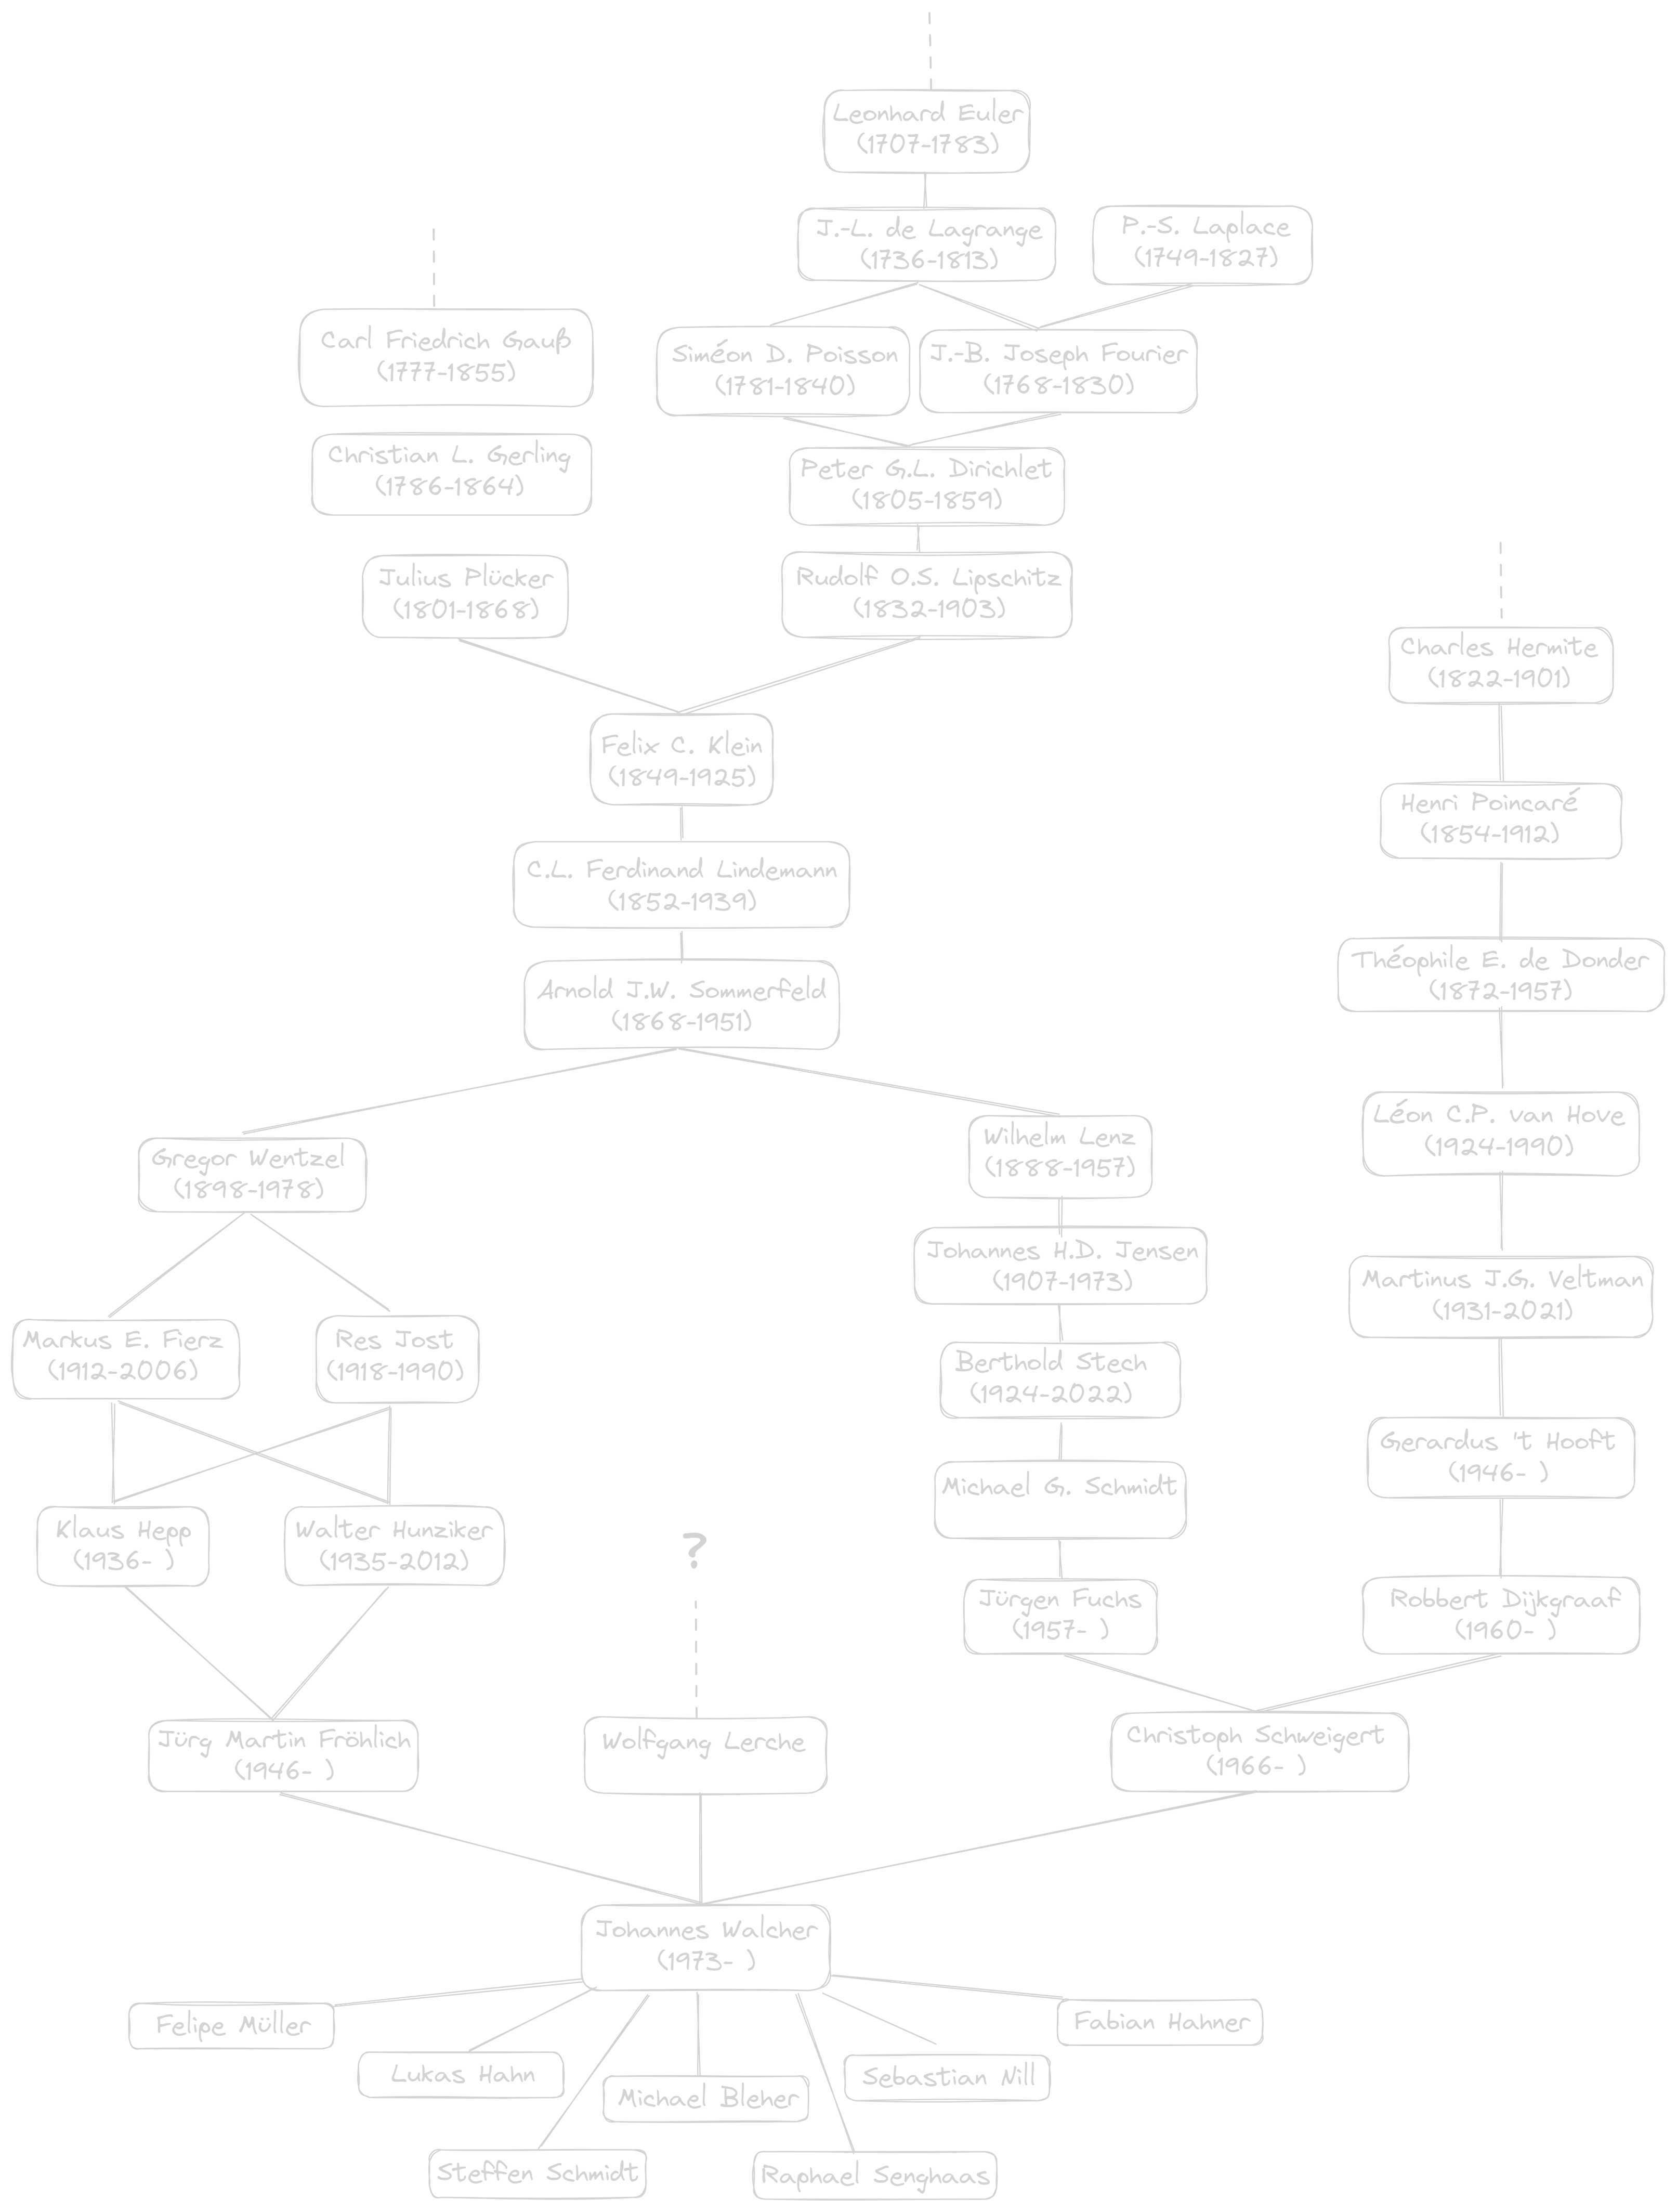 Leonhard Euler
(1707-1783)
J.-L. de Lagrange
(1736-1813)
P.-S. Laplace
(1749-1827)
Carl Friedrich Gauß
(1777-1855)
Siméon D. Poisson
(1781-1840)
J.-B. Joseph Fourier
(1768-1830)
Christian L. Gerling
(1786-1864)
Peter G.L. Dirichlet
(1805-1859)
Julius Plücker
(1801-1868)
Rudolf O.S. Lipschitz
(1832-1903)
Charles Hermite
(1822-1901)
Felix C. Klein
(1849-1925)
Henri Poincaré
(1854-1912)
C.L. Ferdinand Lindemann
(1852-1939)
Théophile E. de Donder
(1872-1957)
Arnold J.W. Sommerfeld
(1868-1951)
Léon C.P. van Hove
(1924-1990)
Gregor Wentzel
(1898-1978)
Wilhelm Lenz
(1888-1957)
Johannes H.D. Jensen
(1907-1973)
Martinus J.G. Veltman
(1931-2021)
Markus E. Fierz
(1912-2006)
Res Jost
(1918-1990)
Berthold Stech
(1924-2022)
Gerardus 't Hooft
(1946- )
Michael G. Schmidt
Klaus Hepp
(1936- )
Walter Hunziker
(1935-2012)
?
Jürgen Fuchs
(1957- )
Robbert Dijkgraaf
(1960- )
Jürg Martin Fröhlich
(1946- )
Wolfgang Lerche
Christoph Schweigert
(1966- )
Johannes Walcher
(1973- )
Felipe Müller
Fabian Hahner
Lukas Hahn
Sebastian Nill
Michael Bleher
Steffen Schmidt
Raphael Senghaas